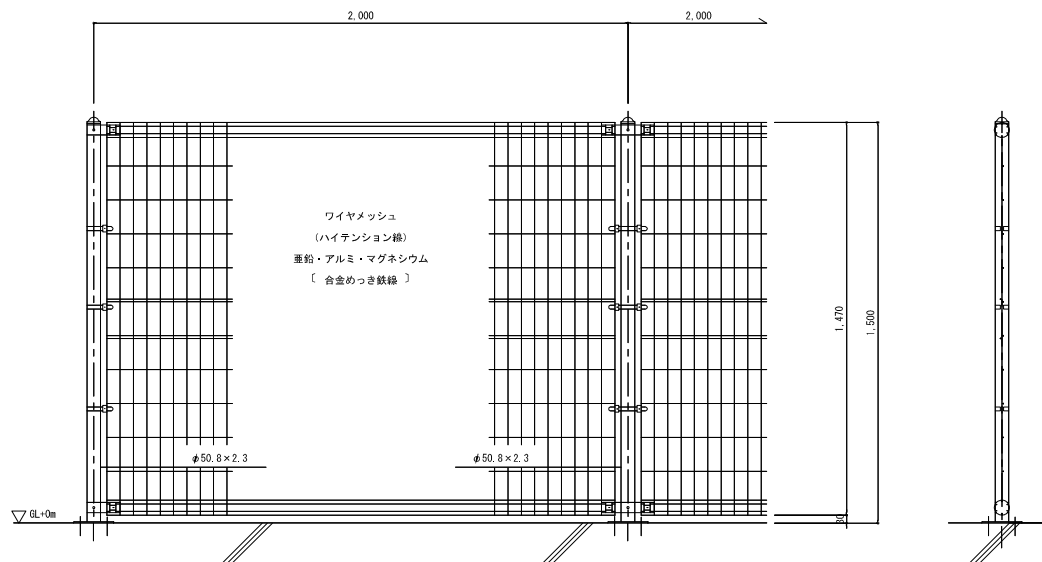 2,000
2,000
ワイヤメッシュ
(ハイテンション線)
亜鉛・アルミ・マグネシウム
[ 合金めっき鉄線 ]
1,470
1,500
φ50.8×2.3
φ50.8×2.3
GL+0m
30